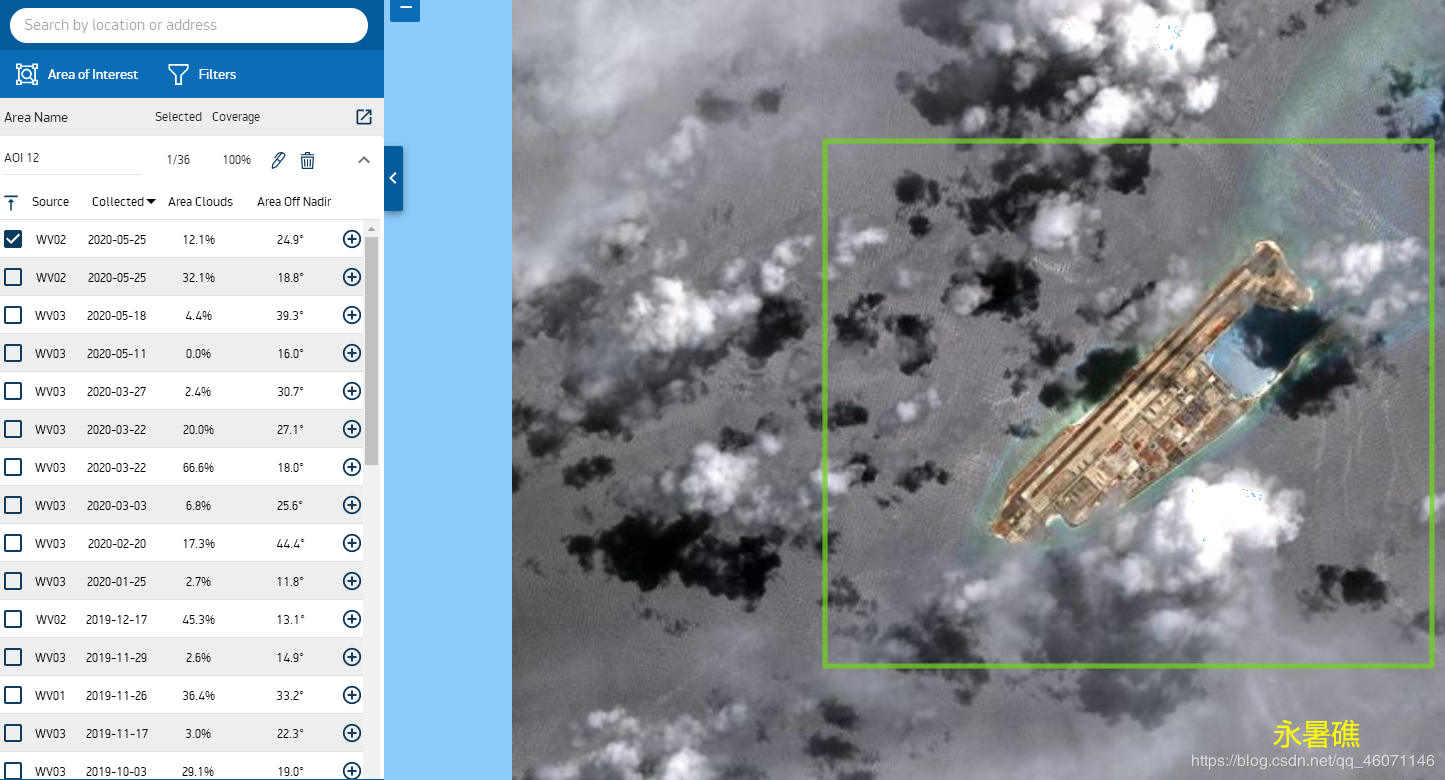 Search by location or address
Area of Interest Filters
Area Name Selected Coverage
AOI 12 1/36 100%
Source Collected Area Clouds Area Off Nadir
WV02 2020-05-25 12.1% 24.9°
WV02 2020-05-25 32.1% 18.8°
WV03 2020-05-18 4.4% 39.3°
WV03 2020-05-11 0.0% 16.0°
WV03 2020-03-27 2.4% 30.7°
WV03 2020-03-22 20.0% 27.1°
WV03 2020-03-22 66.6% 18.0°
WV03 2020-03-03 6.8% 25.6°
WV03 2020-02-20 17.3% 44.4°
WV03 2020-01-25 2.7% 11.8°
WV02 2019-12-17 45.3% 13.1°
WV03 2019-11-29 2.6% 14.9°
WV01 2019-11-26 36.4% 33.2°
WV03 2019-11-17 3.0% 22.3°
WV03 2019-10-03 29.1% 19.0°
永暑礁
https://blog.csdn.net/qq_46071146